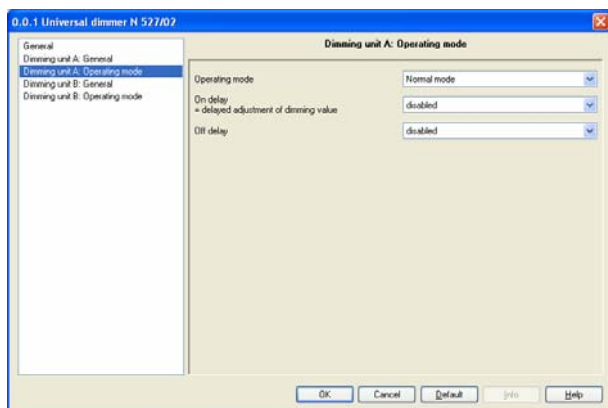 0.0.1 Universal dimmer N 527/02
General
Dimming unit A: General
Dimming unit A: Operating mode
Dimming unit B: General
Dimming unit B: Operating mode
Dimming unit A: Operating mode
Operating mode
Normal mode
On delay
= delayed adjustment of dimming value
disabled
Off delay
disabled
OK
Cancel
Default
Info
Help